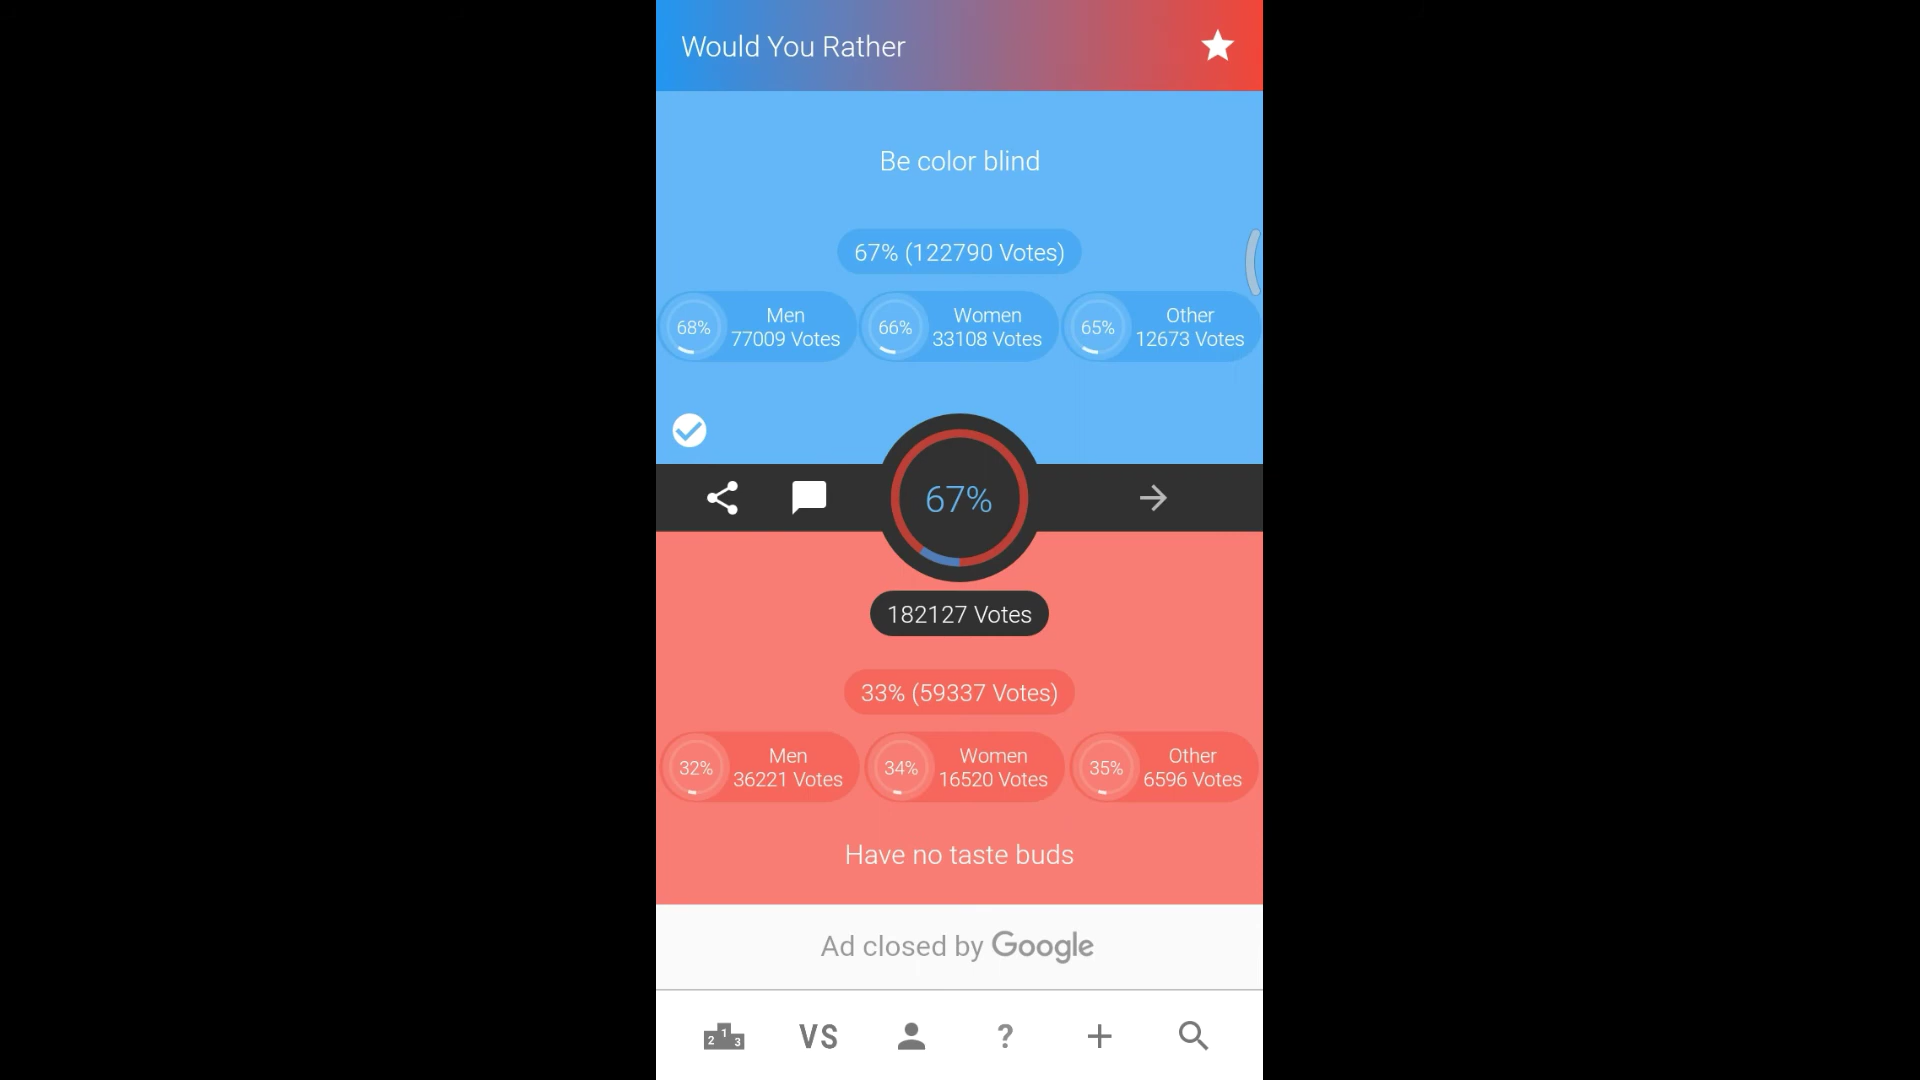 Would You Rather
Be color blind
67% (122790 Votes)
68%
Men
77009 Votes
66%
Women
33108 Votes
65%
Other
12673 Votes
67%
182127 Votes
33% (59337 Votes)
32%
Men
36221 Votes
34%
Women
16520 Votes
35%
Other
6596 Votes
Have no taste buds
Ad closed by Google
2 1 3
VS
?